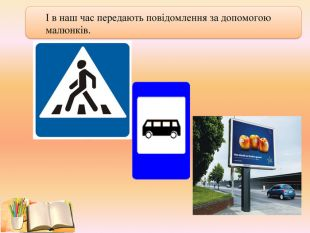 І в наш час передають повідомлення за допомогою
малюнків.